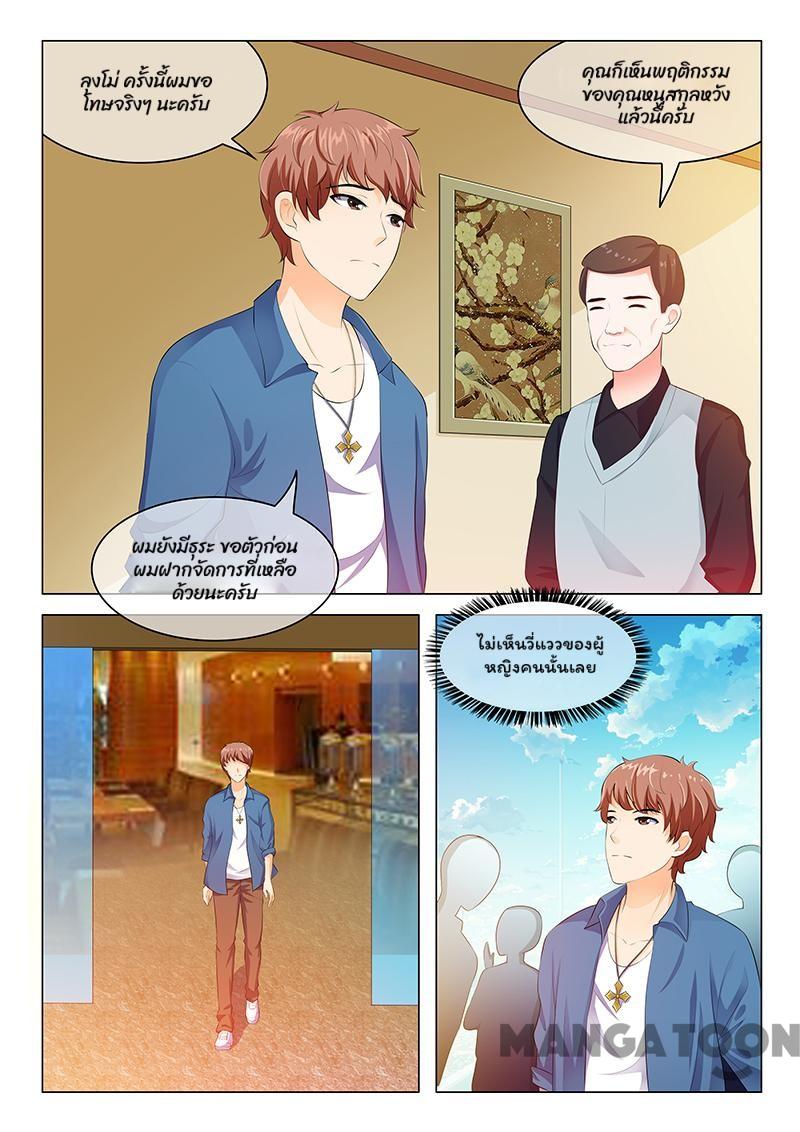 ลุงโม่ ครั้งนี้ผมขอ
โทษจริงๆ นะครับ
คุณก็เห็นพฤติกรรม
ของคุณหนูสกุลหวัง
แล้วนี่ครับ
ผมยังมีธุระ ขอตัวก่อน
ผมฝากจัดการที่เหลือ
ด้วยนะครับ
ไม่เห็นวี่แววของผู้
หญิงคนนั้นเลย
MANGATOON